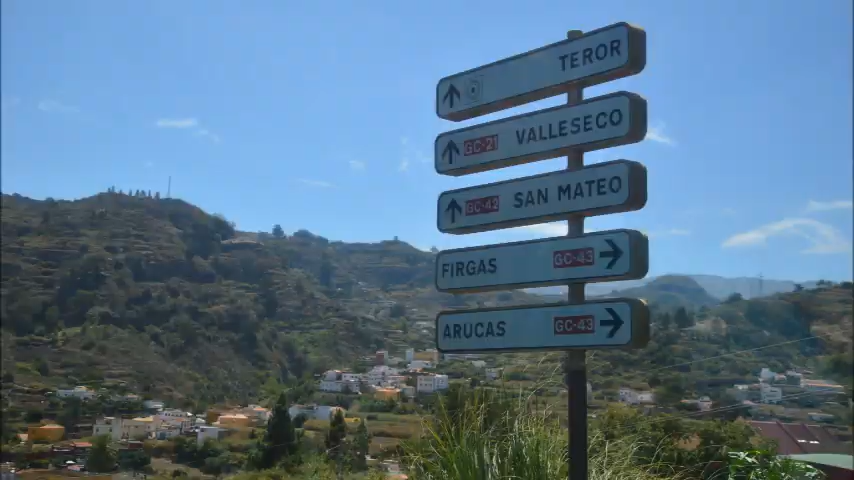 TEROR
GC-21 VALLESECO
GC-42 SAN MATEO
FIRGAS GC-43
ARUCAS GC-43